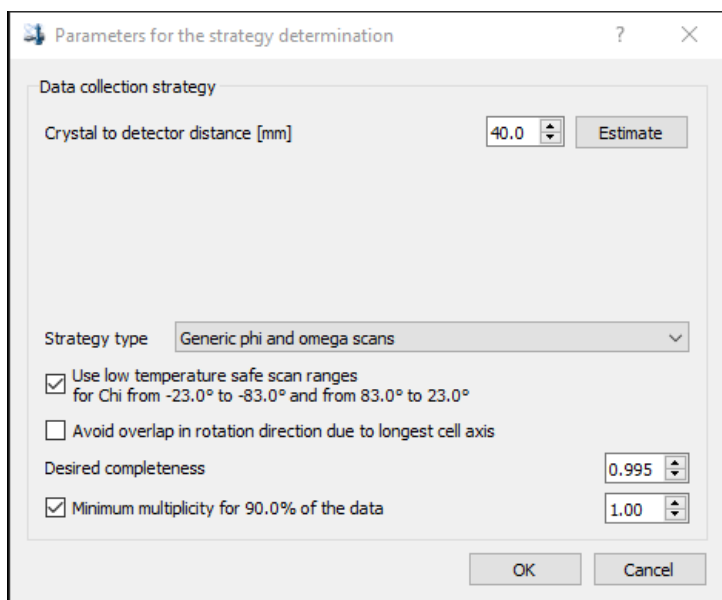 Parameters for the strategy determination
?
Data collection strategy
Crystal to detector distance [mm] 40.0 Estimate
Strategy type Generic phi and omega scans
Use low temperature safe scan ranges
for Chi from -23.0° to -83.0° and from 83.0° to 23.0°
Avoid overlap in rotation direction due to longest cell axis
Desired completeness 0.995
Minimum multiplicity for 90.0% of the data 1.00
OK Cancel